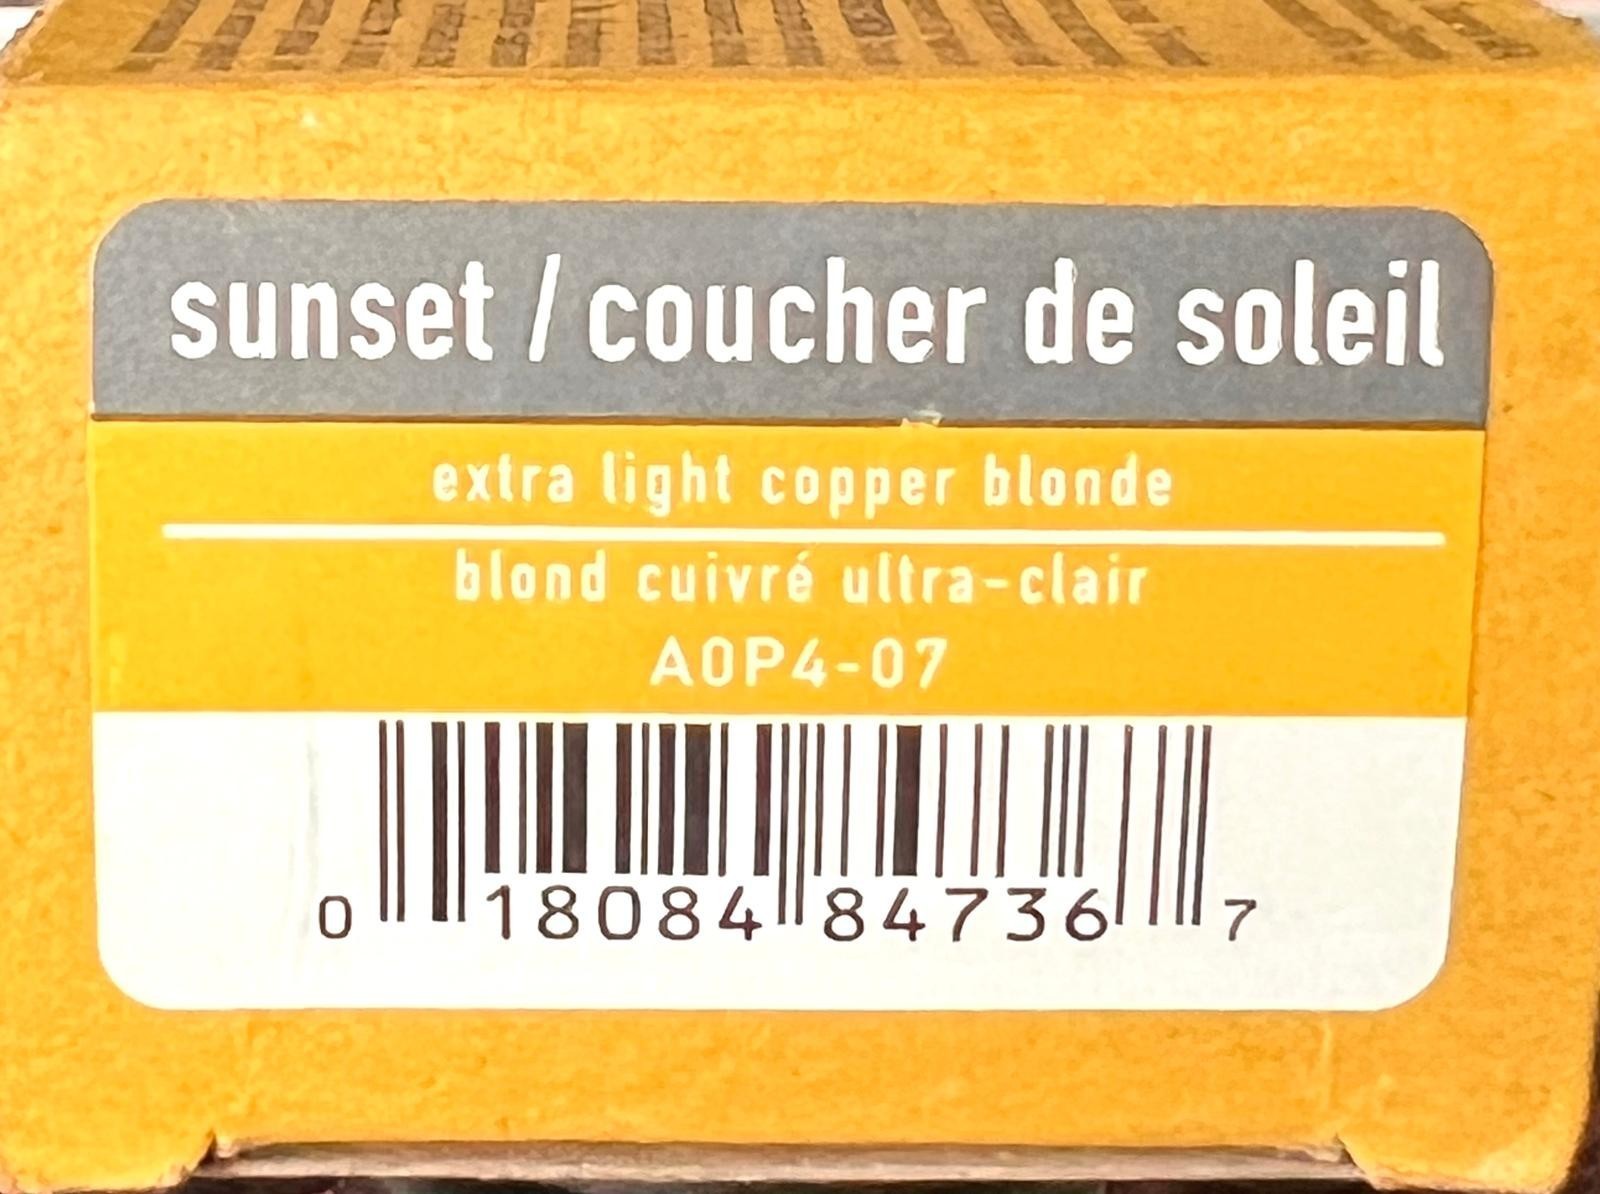 sunset / coucher de soleil
extra light copper blonde
blond cuivré ultra-clair
A0P4-07
0 18084 84736 7